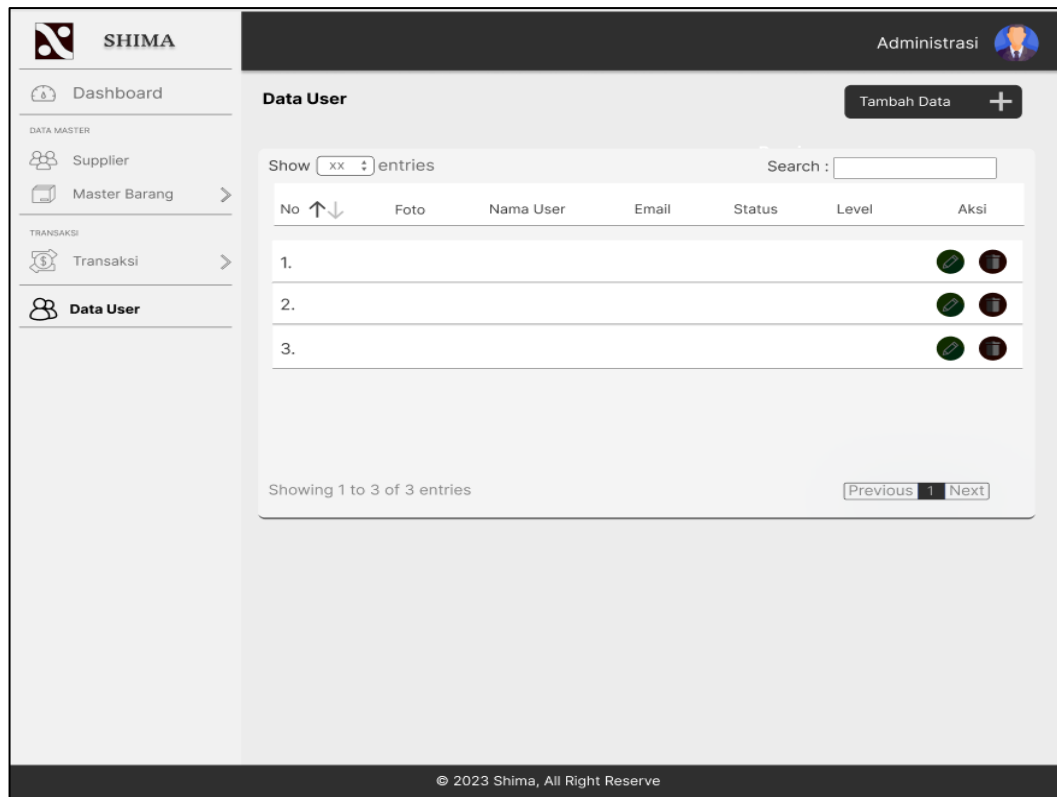 SHIMA
Administrasi
Dashboard
DATA MASTER
Supplier
Master Barang
TRANSAKSI
Transaksi
Data User
Data User
Tambah Data
Show xx entries
Search :
No Foto Nama User Email Status Level Aksi
1.
2.
3.
Showing 1 to 3 of 3 entries
Previous 1 Next
© 2023 Shima, All Right Reserve